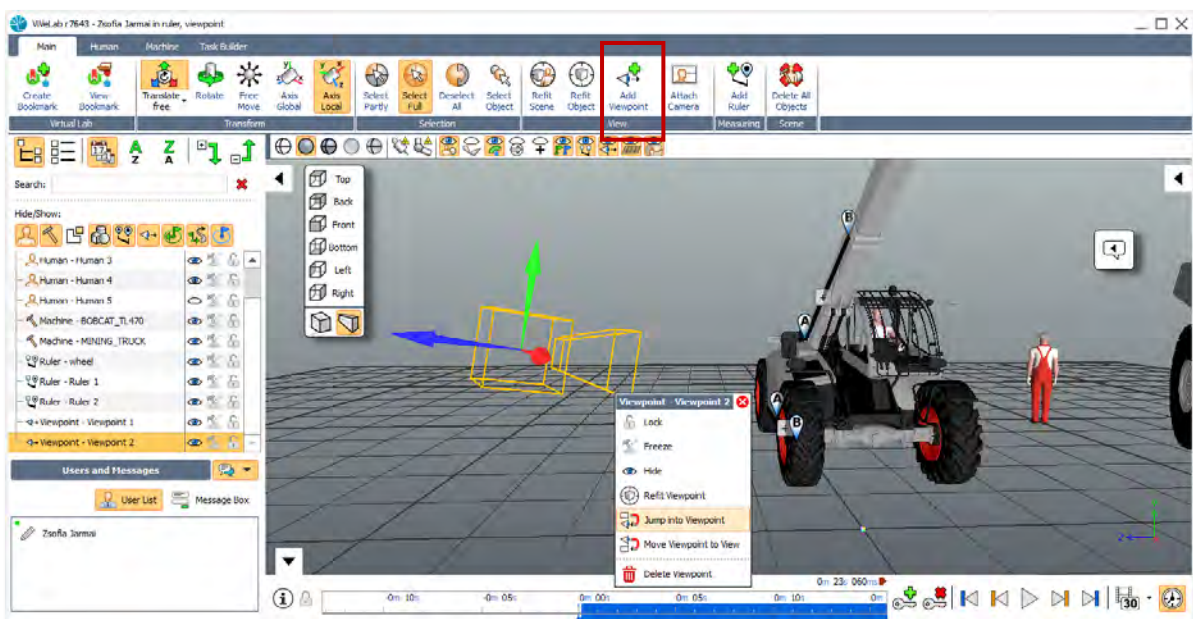 ViveLab r7643 - Zsofia Jarmai in ruler, viewpoint
Main Human Machine Task Builder
Create Bookmark
View Bookmark
Translate free
Rotate
Free Move
Axis Global
Axis Local
Select Partly
Select Full
Deselect All
Select Object
Refit Scene
Refit Object
Add Viewpoint
Attach Camera
Add Ruler
Delete All Objects
Virtual Lab Transform Selection View Measuring Scene
17
A Z
Z A
Search:
Hide/Show:
Human - Human 3
Human - Human 4
Human - Human 5
Machine - BOBCAT_TL470
Machine - MINING_TRUCK
Ruler - wheel
Ruler - Ruler 1
Ruler - Ruler 2
Viewpoint - Viewpoint 1
Viewpoint - Viewpoint 2
Users and Messages
User List Message Box
Zsofia Jarmai
Top
Back
Front
Bottom
Left
Right
B
A
A
B
Viewpoint - Viewpoint 2
Lock
Freeze
Hide
Refit Viewpoint
Jump into Viewpoint
Move Viewpoint to View
Delete Viewpoint
Z
0m 23s 060ms
-0m 10s -0m 05s 0m 00s 0m 05s 0m 10s 0m
30